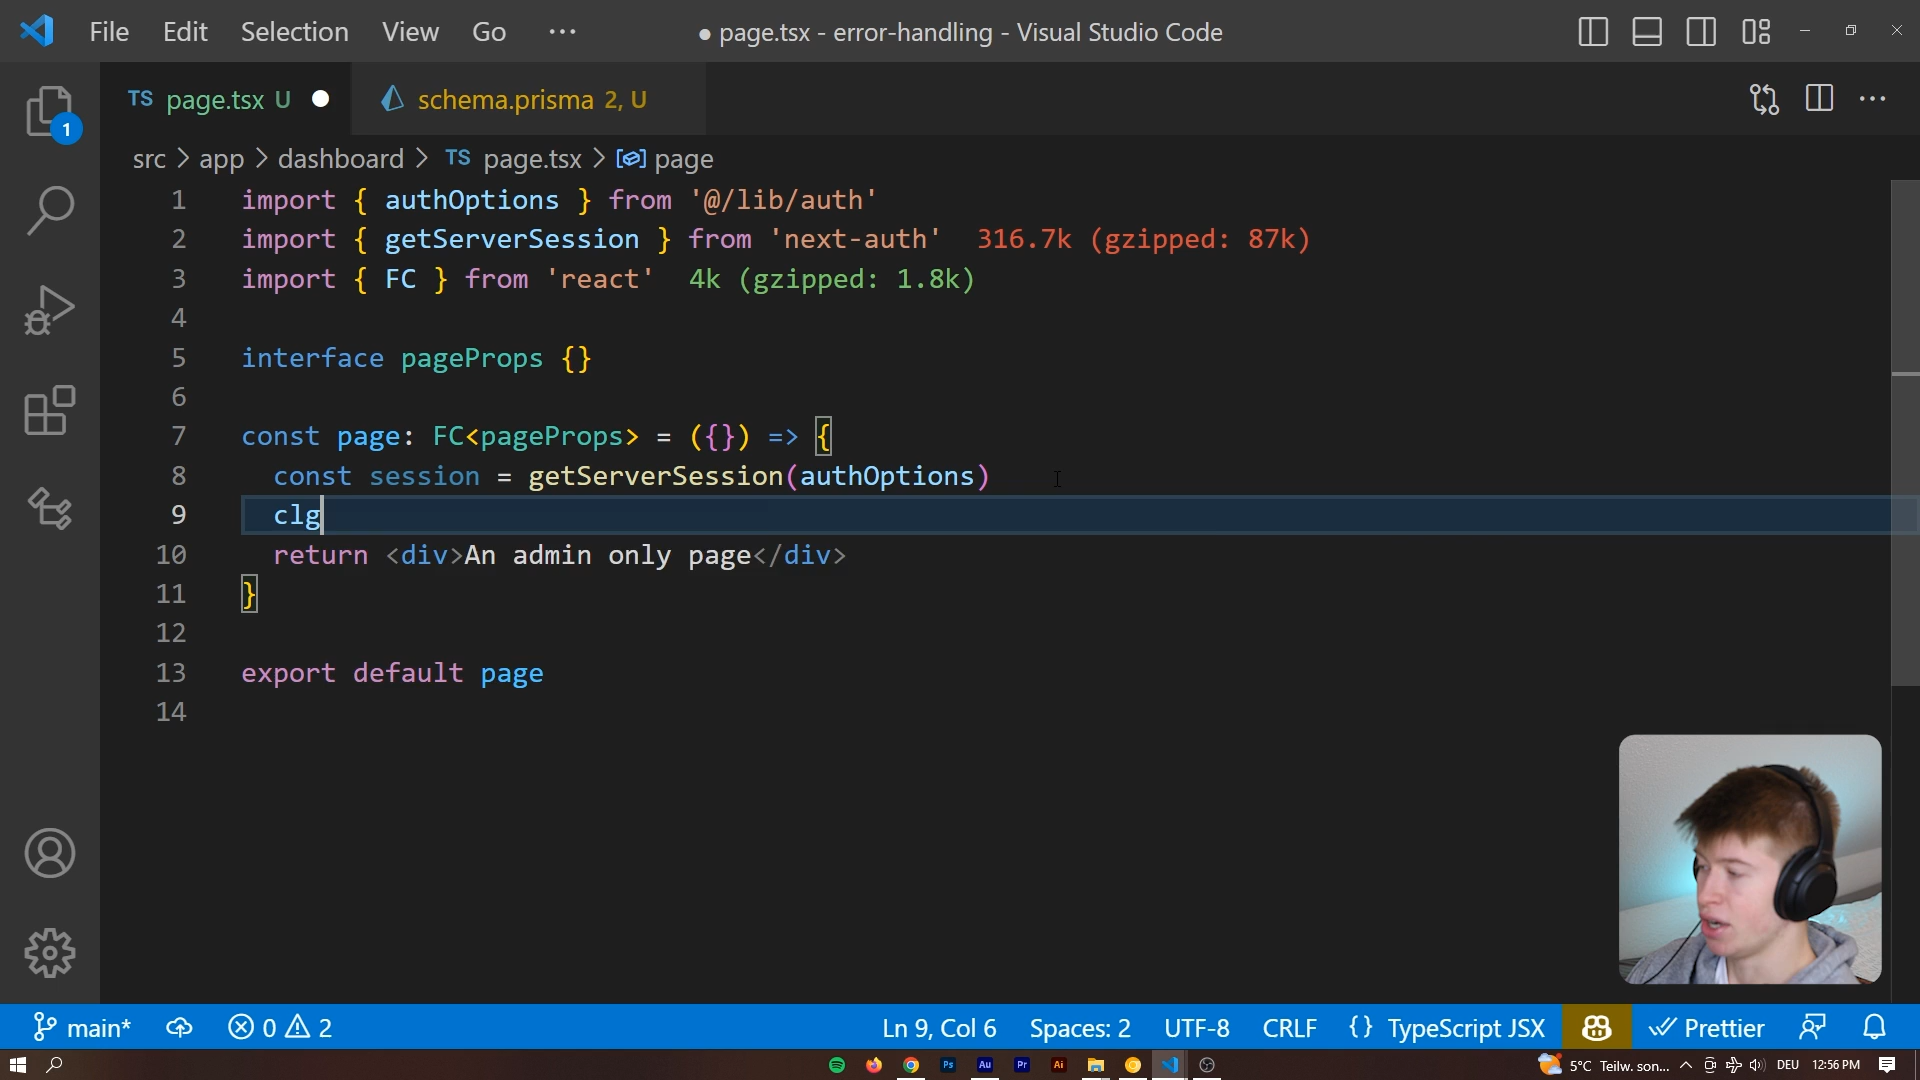 File Edit Selection View Go ··· ● page.tsx - error-handling - Visual Studio Code
1
TS page.tsx U ● schema.prisma 2, U
src > app > dashboard > TS page.tsx > page
1 import { authOptions } from '@/lib/auth'
2 import { getServerSession } from 'next-auth' 316.7k (gzipped: 87k)
3 import { FC } from 'react' 4k (gzipped: 1.8k)
4
5 interface pageProps {}
6
7 const page: FC<pageProps> = ({}) => {
8 const session = getServerSession(authOptions)
9 clg
10 return <div>An admin only page</div>
11 }
12
13 export default page
14
main* 0 2 Ln 9, Col 6 Spaces: 2 UTF-8 CRLF {} TypeScript JSX Prettier
Ps Au Pr Ai 5°C Teilw. son... DEU 12:56 PM